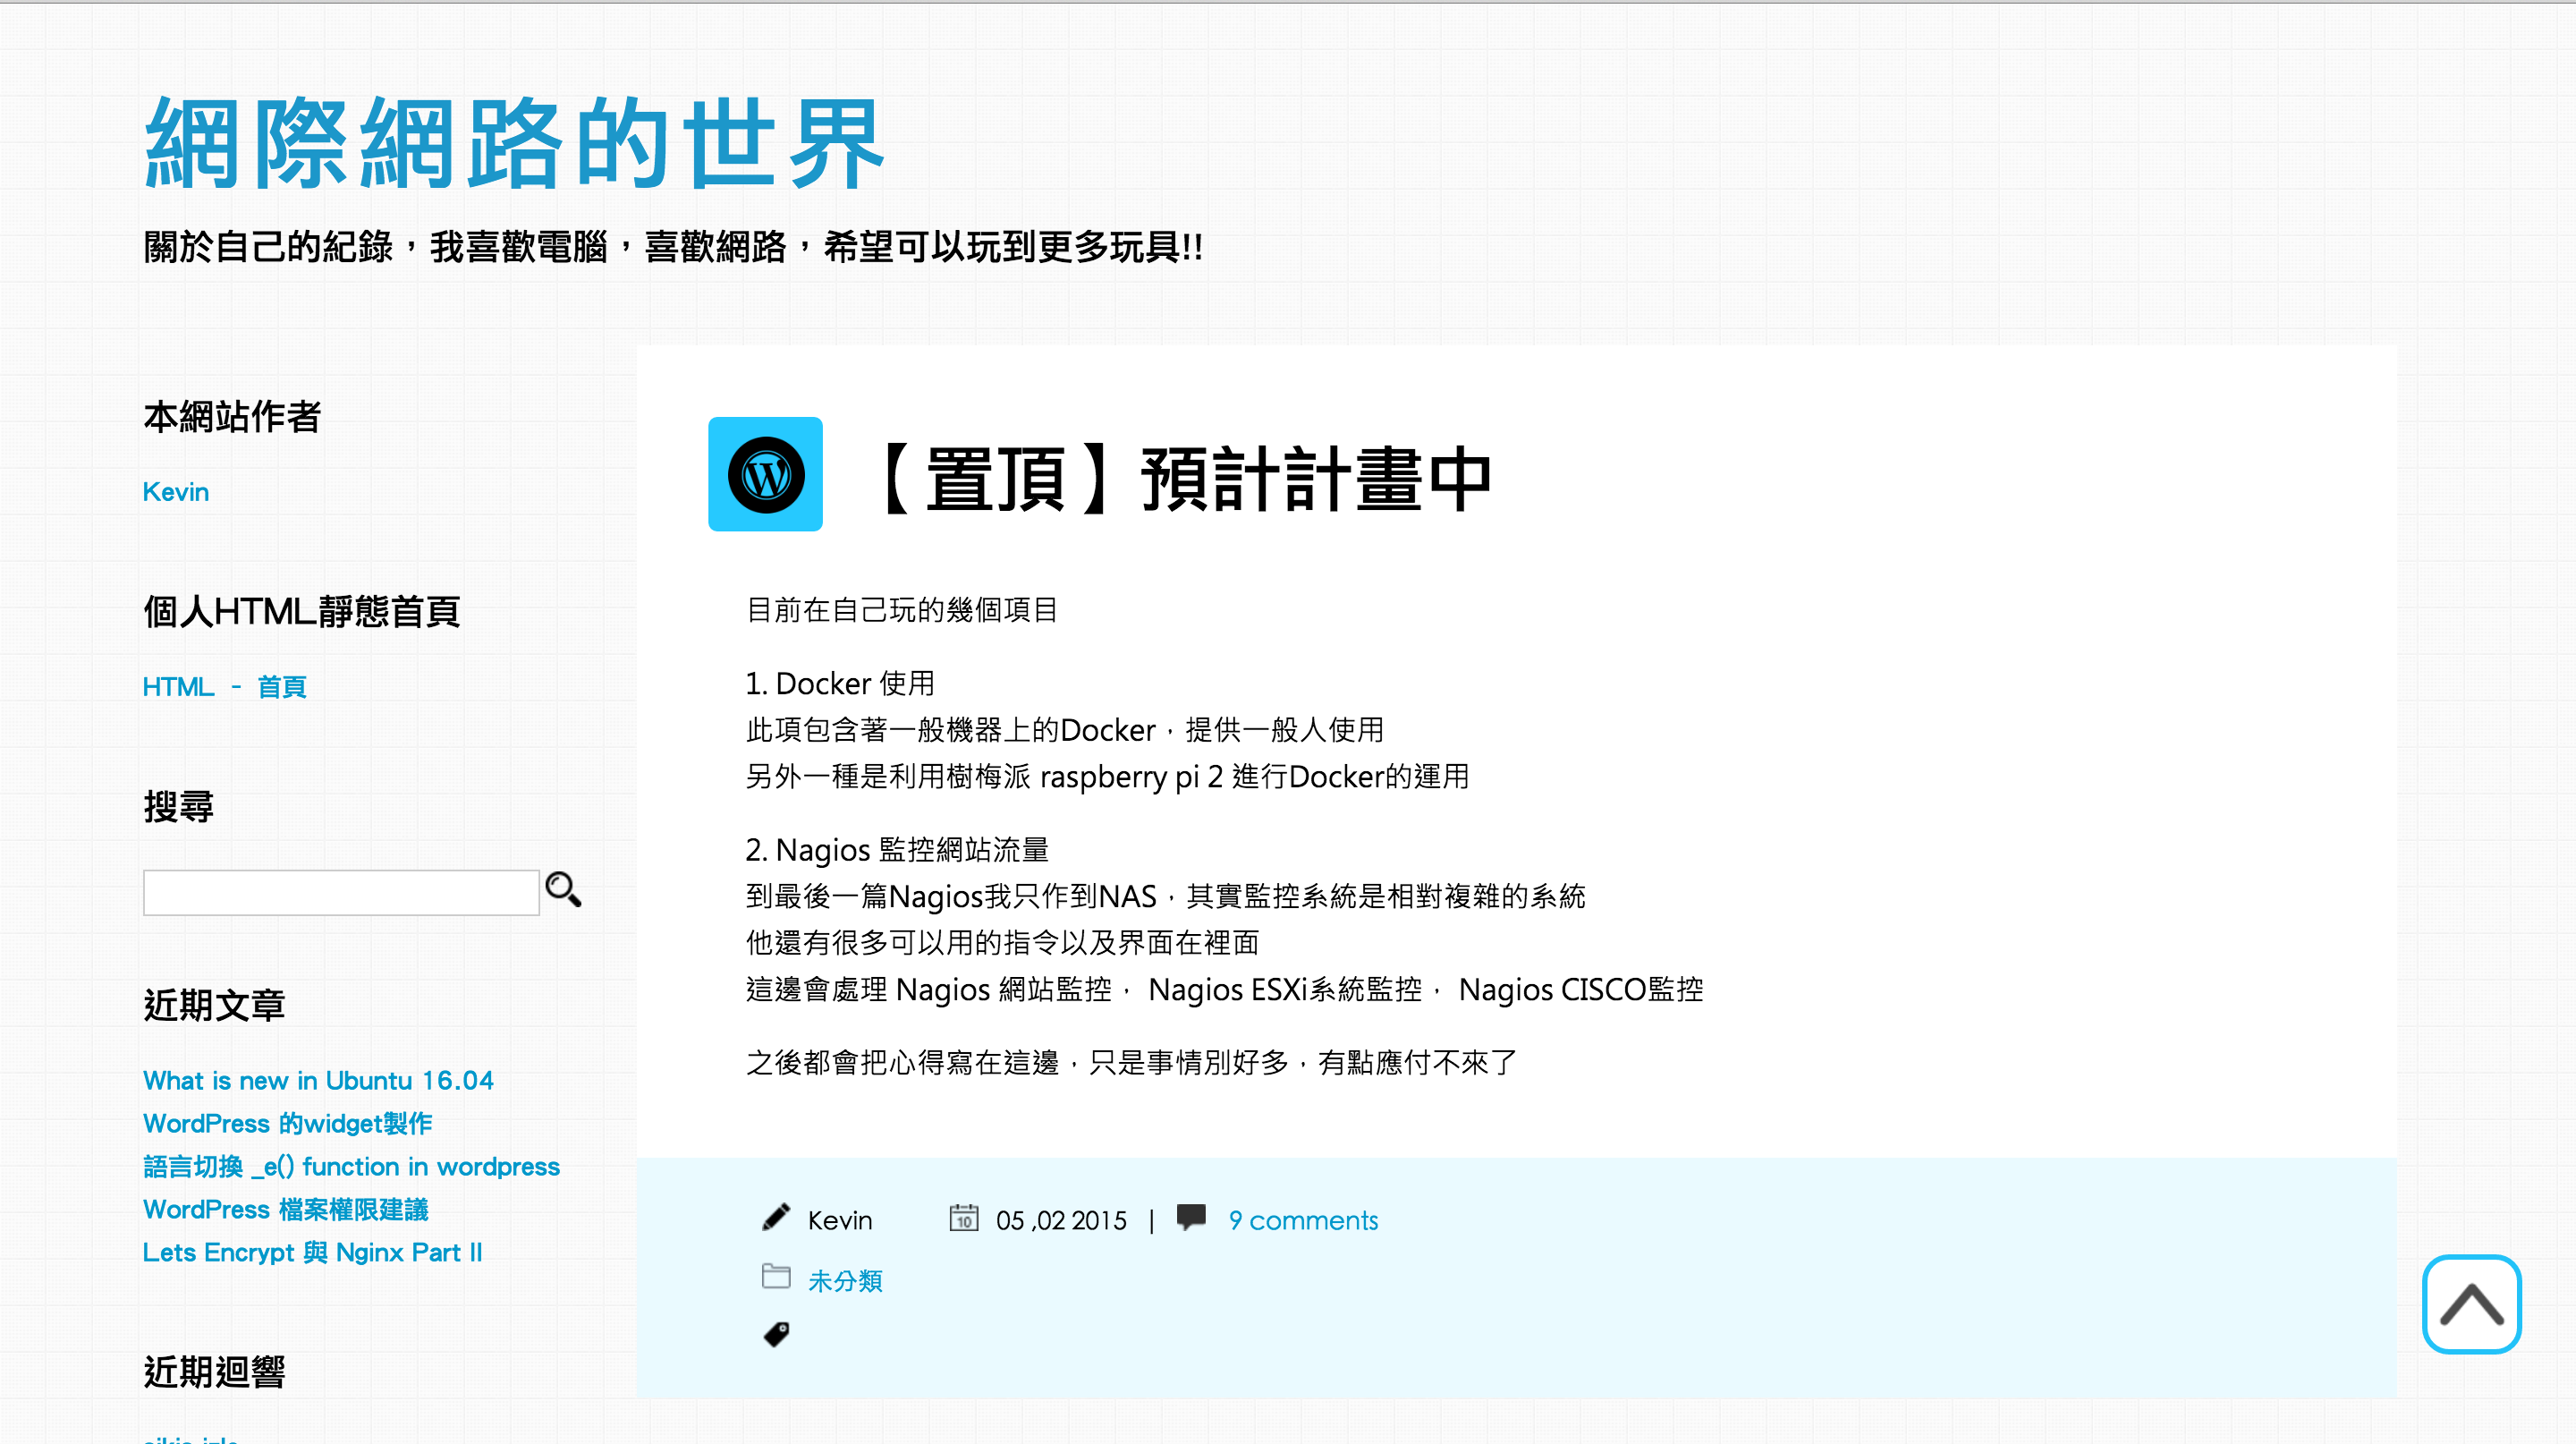 網際網路的世界
關於自己的紀錄，我喜歡電腦，喜歡網路，希望可以玩到更多玩具!!
本網站作者
Kevin
個人HTML靜態首頁
HTML - 首頁
搜尋
近期文章
What is new in Ubuntu 16.04
WordPress 的widget製作
語言切換 _e() function in wordpress
WordPress 檔案權限建議
Lets Encrypt 與 Nginx Part II
近期迴響
【置頂】預計計畫中
目前在自己玩的幾個項目
1. Docker 使用
此項包含著一般機器上的Docker，提供一般人使用
另外一種是利用樹梅派 raspberry pi 2 進行Docker的運用
2. Nagios 監控網站流量
到最後一篇Nagios我只作到NAS，其實監控系統是相對複雜的系統
他還有很多可以用的指令以及界面在裡面
這邊會處理 Nagios 網站監控， Nagios ESXi系統監控， Nagios CISCO監控
之後都會把心得寫在這邊，只是事情別好多，有點應付不來了
Kevin 10 05 ,02 2015 | 9 comments
未分類